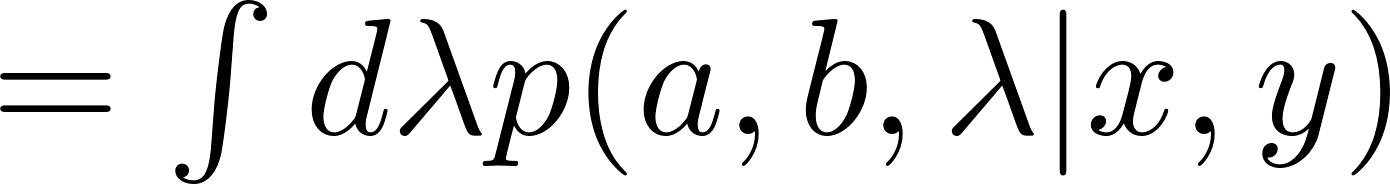 = ∫ dλp(a, b, λ|x, y)